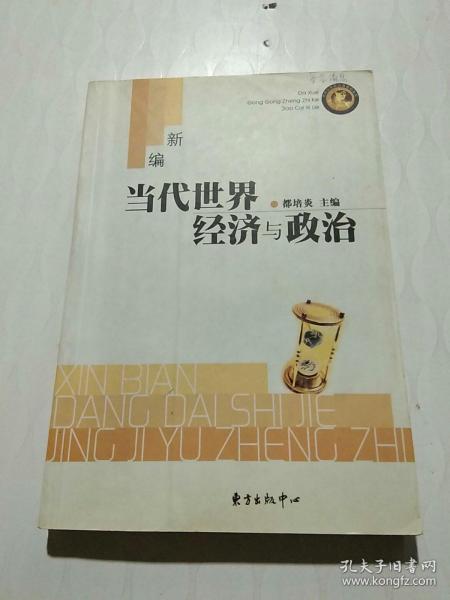 Da Xue
Gong Gong Zheng Zhi Ke
Jiao Cai Xi Lie
新
编
当代世界
都培炎 主编
经济与政治
XIN BIAN
DANG DAI SHI JIE
JING JI YU ZHENG ZHI
东方出版中心
孔夫子旧书网
www.kongfz.com